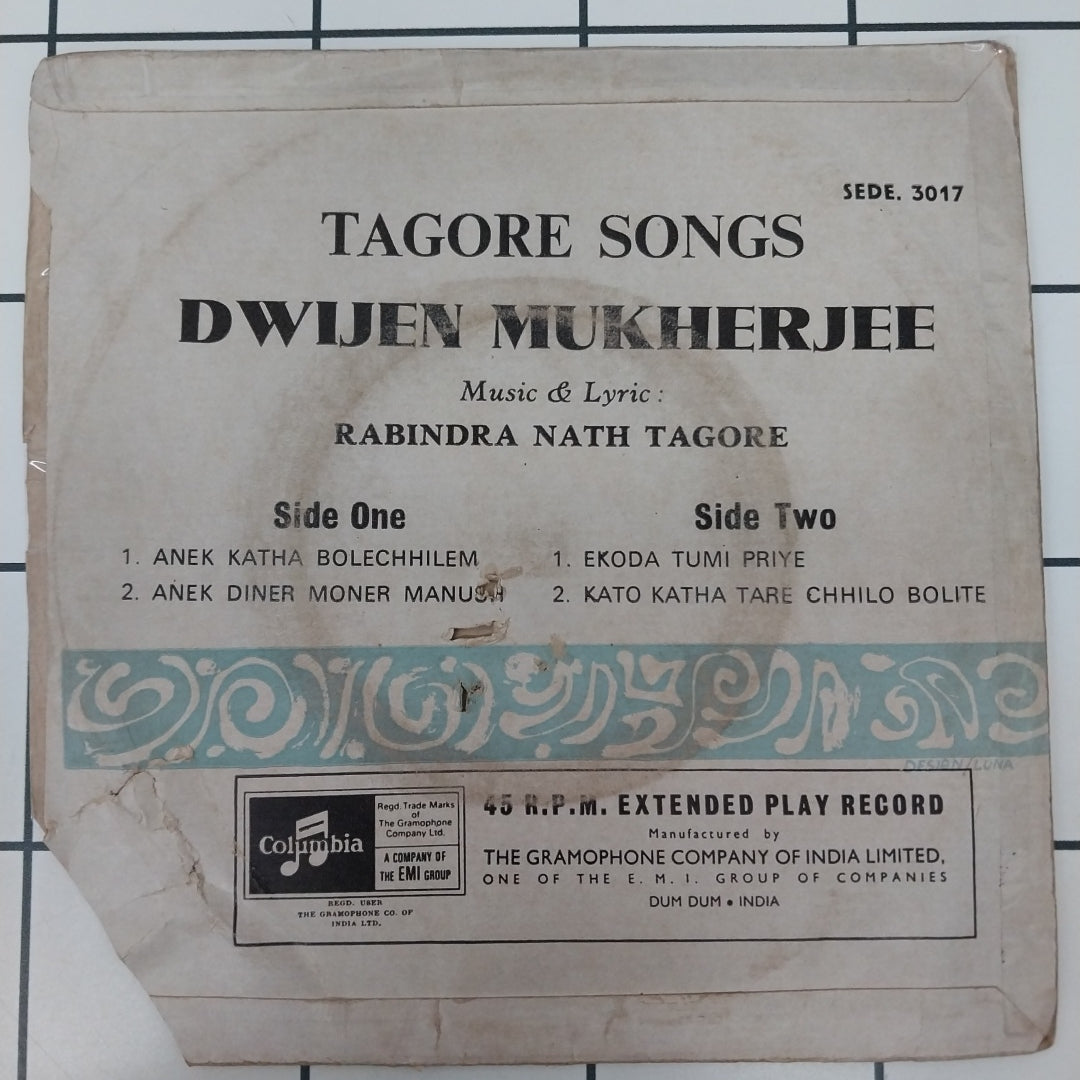 SEDE. 3017
TAGORE SONGS
DWIJEN MUKHERJEE
Music & Lyric :
RABINDRA NATH TAGORE
Side One
1. ANEK KATHA BOLECHHILEM
2. ANEK DINER MONER MANUSH
Side Two
1. EKODA TUMI PRIYE
2. KATO KATHA TARE CHHILO BOLITE
DESIGN/LUNA
Columbia
Regd. Trade Marks
of
The Gramophone
Company Ltd.
A COMPANY OF
THE EMI GROUP
REGD. USER
THE GRAMOPHONE CO. OF
INDIA LTD.
45 R.P.M. EXTENDED PLAY RECORD
Manufactured by
THE GRAMOPHONE COMPANY OF INDIA LIMITED,
ONE OF THE E. M. I. GROUP OF COMPANIES
DUM DUM • INDIA